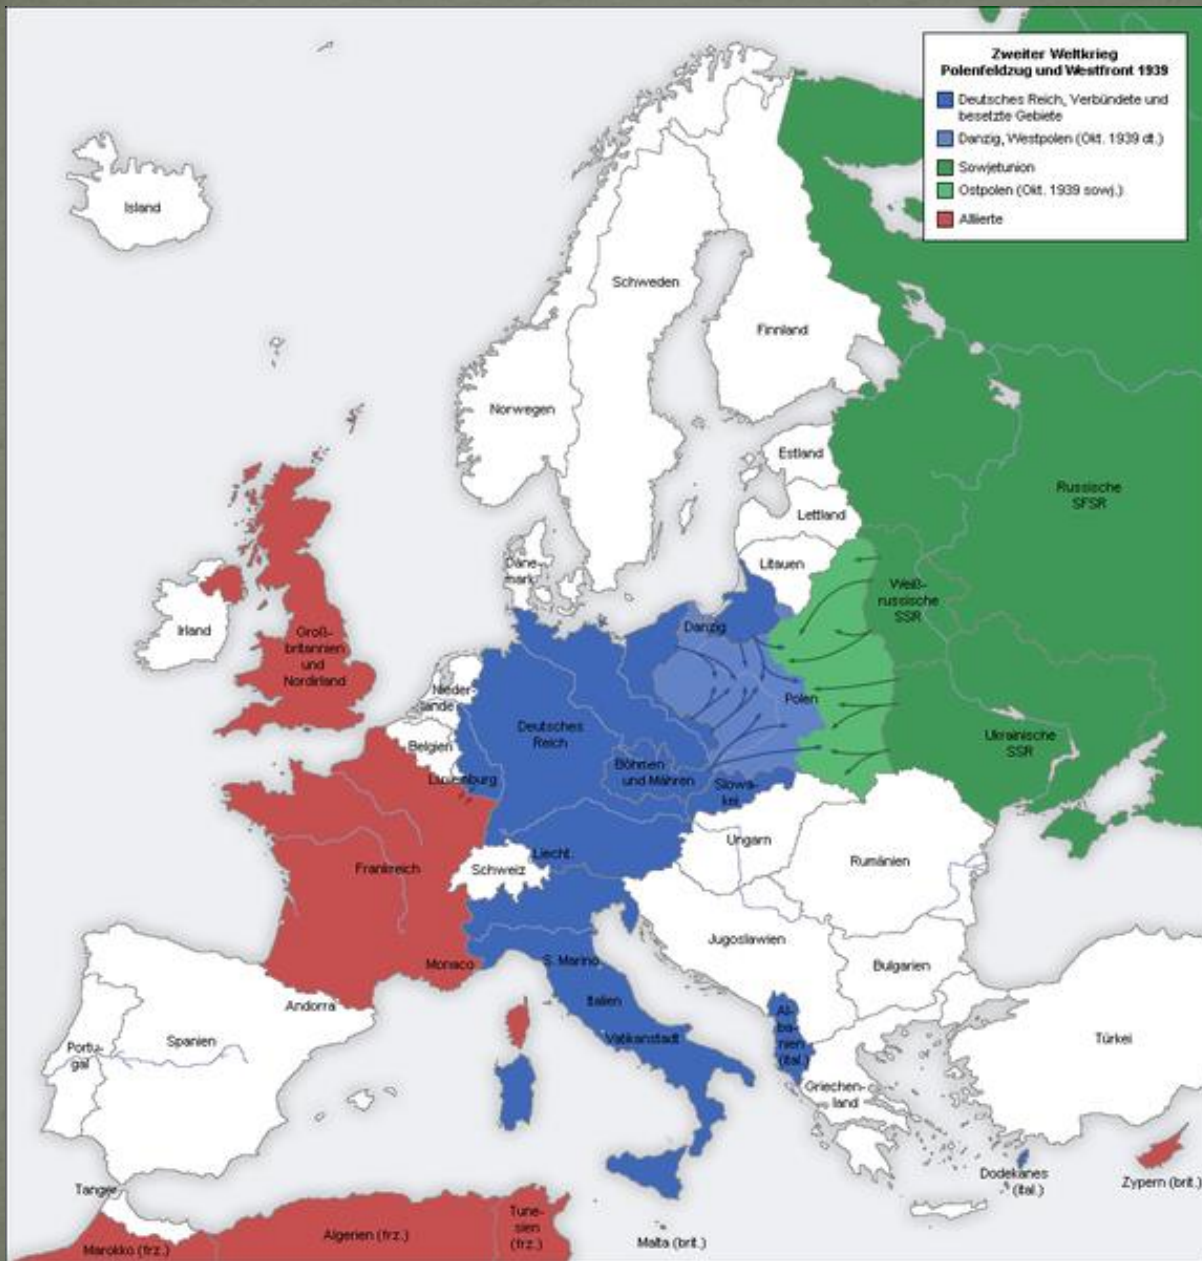 Zweiter Weltkrieg
Polenfeldzug und Westfront 1939
Deutsches Reich, Verbündete und
besetzte Gebiete
Danzig, Westpolen (Okt. 1939 dt.)
Sowjetunion
Ostpolen (Okt. 1939 sowj.)
Alliierte
Island
Schweden
Finnland
Norwegen
Estland
Russische
SFSR
Lettland
Litauen
Däne-
mark
Weiß-
russische
SSR
Irland
Groß-
britannien
und
Nordirland
Danzig
Nieder-
lande
Polen
Deutsches
Reich
Belgien
Ukrainische
SSR
Luxemburg
Böhmen
und Mähren
Slowa-
kei
Ungarn
Liecht.
Frankreich
Schweiz
Rumänien
Jugoslawien
Monaco
S. Marino
Bulgarien
Andorra
Italien
Al-
ba-
nien
(ital.)
Portu-
gal
Spanien
Vatikanstadt
Türkei
Griechen-
land
Dodekanes
(ital.)
Zypern (brit.)
Tanger
Marokko (frz.)
Algerien (frz.)
Tune-
sien
(frz.)
Malta (brit.)